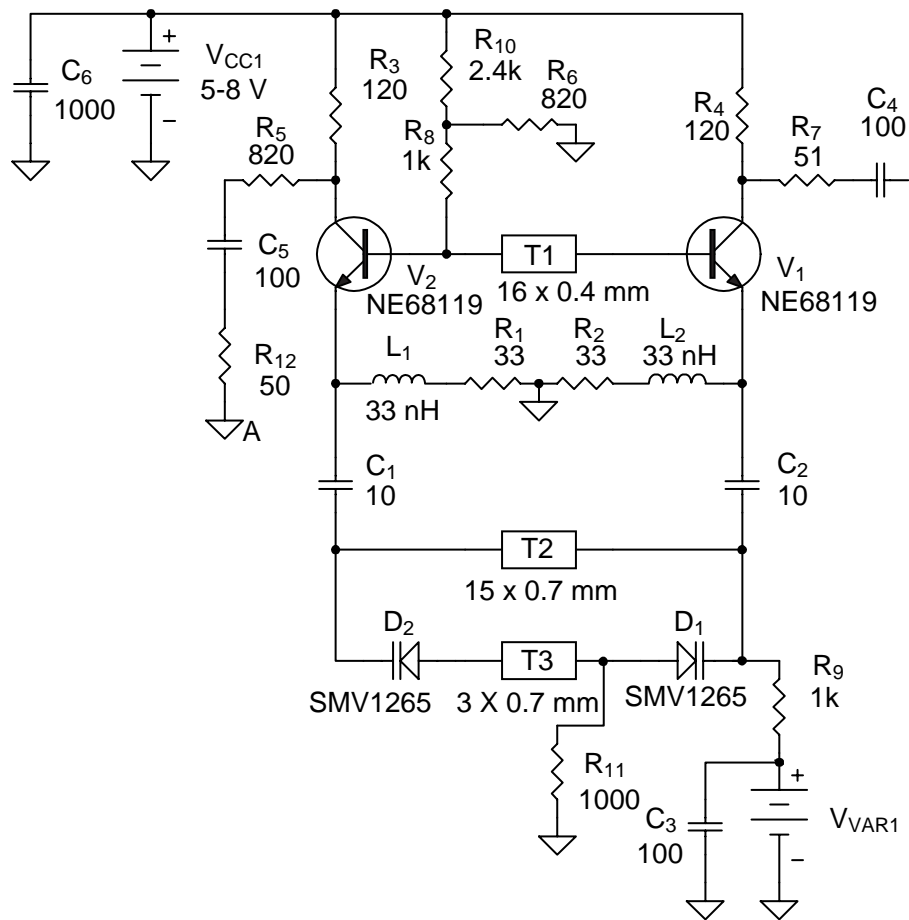 R10
2.4k
VCC1
5-8 V
+
−
C6
1000
R3
120
R6
820
R4
120
C4
100
R5
820
R8
1k
R7
51
C5
100
V2
NE68119
T1
16 x 0.4 mm
V1
NE68119
R12
50
A
L1
33 nH
R1
33
R2
33
L2
33 nH
C1
10
C2
10
T2
15 x 0.7 mm
D2
SMV1265
T3
3 X 0.7 mm
D1
SMV1265
R9
1k
R11
1000
C3
100
+
−
VVAR1